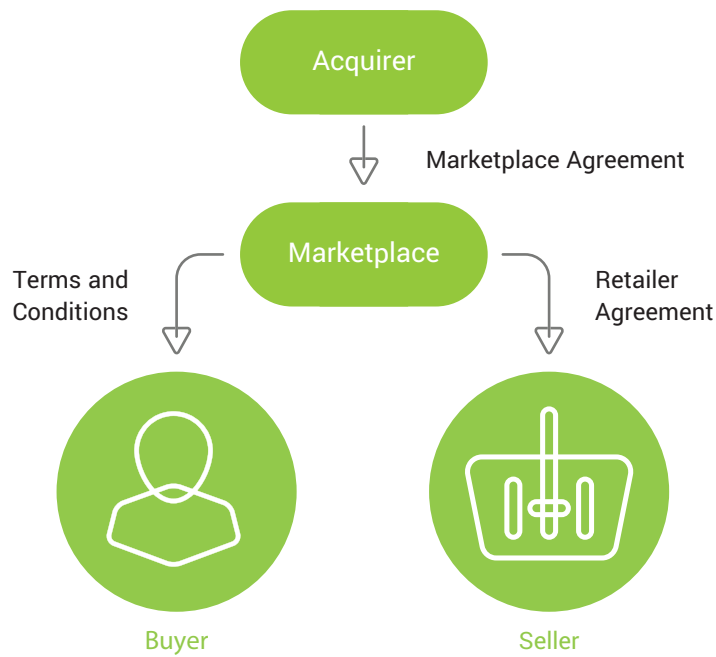 Acquirer
Marketplace Agreement
Marketplace
Terms and
Conditions
Retailer
Agreement
Buyer
Seller